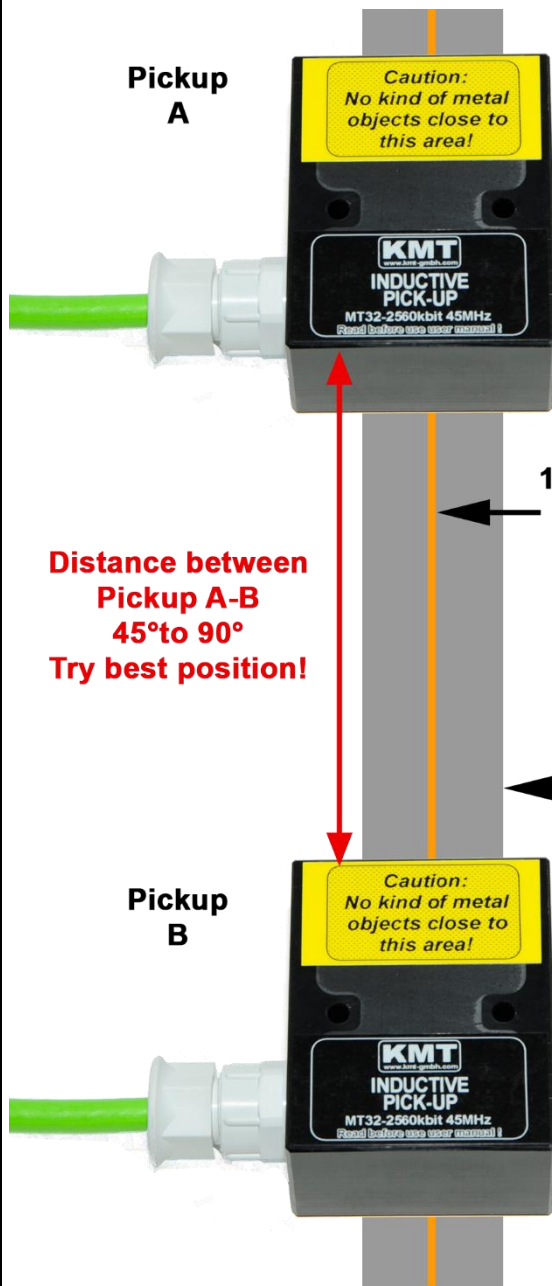 Pickup
A
Caution:
No kind of metal
objects close to
this area!
KMT
www.kmt-gmbh.com
INDUCTIVE
PICK-UP
MT32-2560kbit 45MHz
Read before use user manual !
1
Distance between
Pickup A-B
45°to 90°
Try best position!
Pickup
B
Caution:
No kind of metal
objects close to
this area!
KMT
www.kmt-gmbh.com
INDUCTIVE
PICK-UP
MT32-2560kbit 45MHz
Read before use user manual !